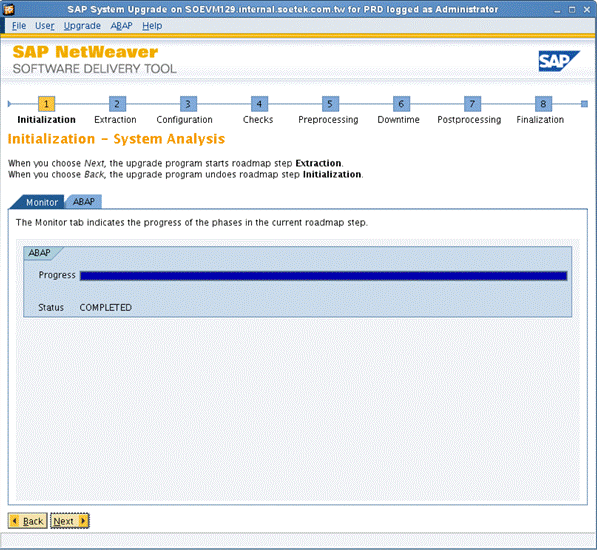 SAP System Upgrade on SOEVM129.internal.soetek.com.tw for PRD logged as Administrator
File User Upgrade ABAP Help
SAP NetWeaver
SOFTWARE DELIVERY TOOL
SAP
1 2 3 4 5 6 7 8
Initialization Extraction Configuration Checks Preprocessing Downtime Postprocessing Finalization
Initialization - System Analysis
When you choose Next, the upgrade program starts roadmap step Extraction.
When you choose Back, the upgrade program undoes roadmap step Initialization.
Monitor ABAP
The Monitor tab indicates the progress of the phases in the current roadmap step.
ABAP
Progress
Status COMPLETED
Back Next